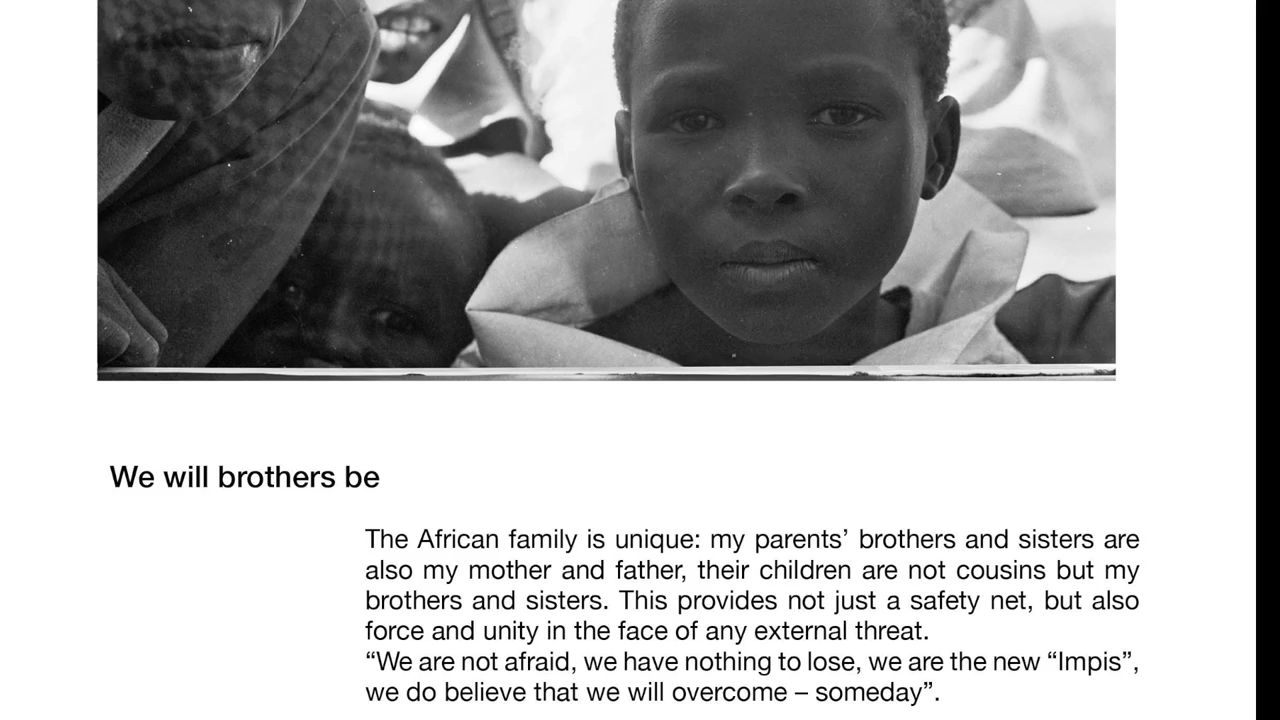 We will brothers be
The African family is unique: my parents’ brothers and sisters are
also my mother and father, their children are not cousins but my
brothers and sisters. This provides not just a safety net, but also
force and unity in the face of any external threat.
“We are not afraid, we have nothing to lose, we are the new “Impis”,
we do believe that we will overcome – someday”.